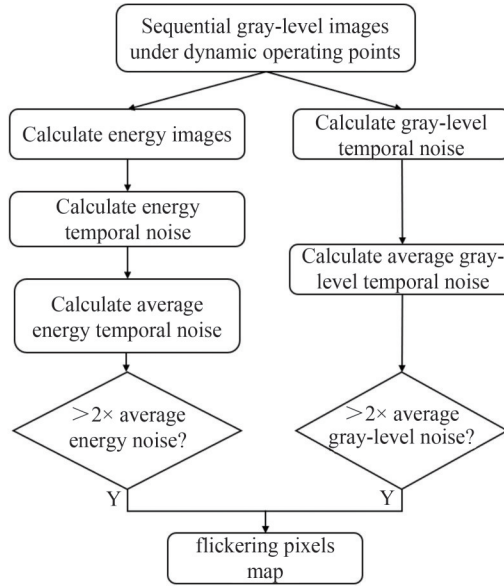 Sequential gray-level images
under dynamic operating points
Calculate energy images
Calculate gray-level
temporal noise
Calculate energy
temporal noise
Calculate average gray-
level temporal noise
Calculate average
energy temporal noise
>2× average
energy noise?
>2× average
gray-level noise?
Y
Y
flickering pixels
map